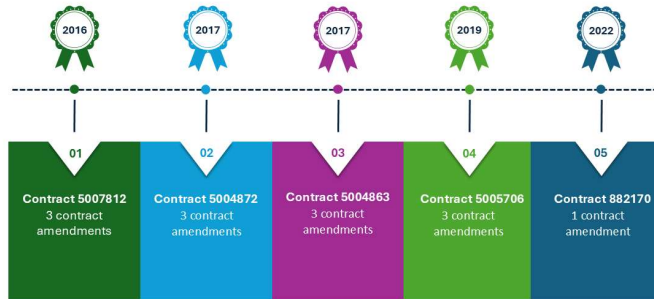 2016
2017
2017
2019
2022
01
02
03
04
05
Contract 5007812
3 contract
amendments
Contract 5004872
3 contract
amendments
Contract 5004863
3 contract
amendments
Contract 5005706
3 contract
amendments
Contract 882170
1 contract
amendment